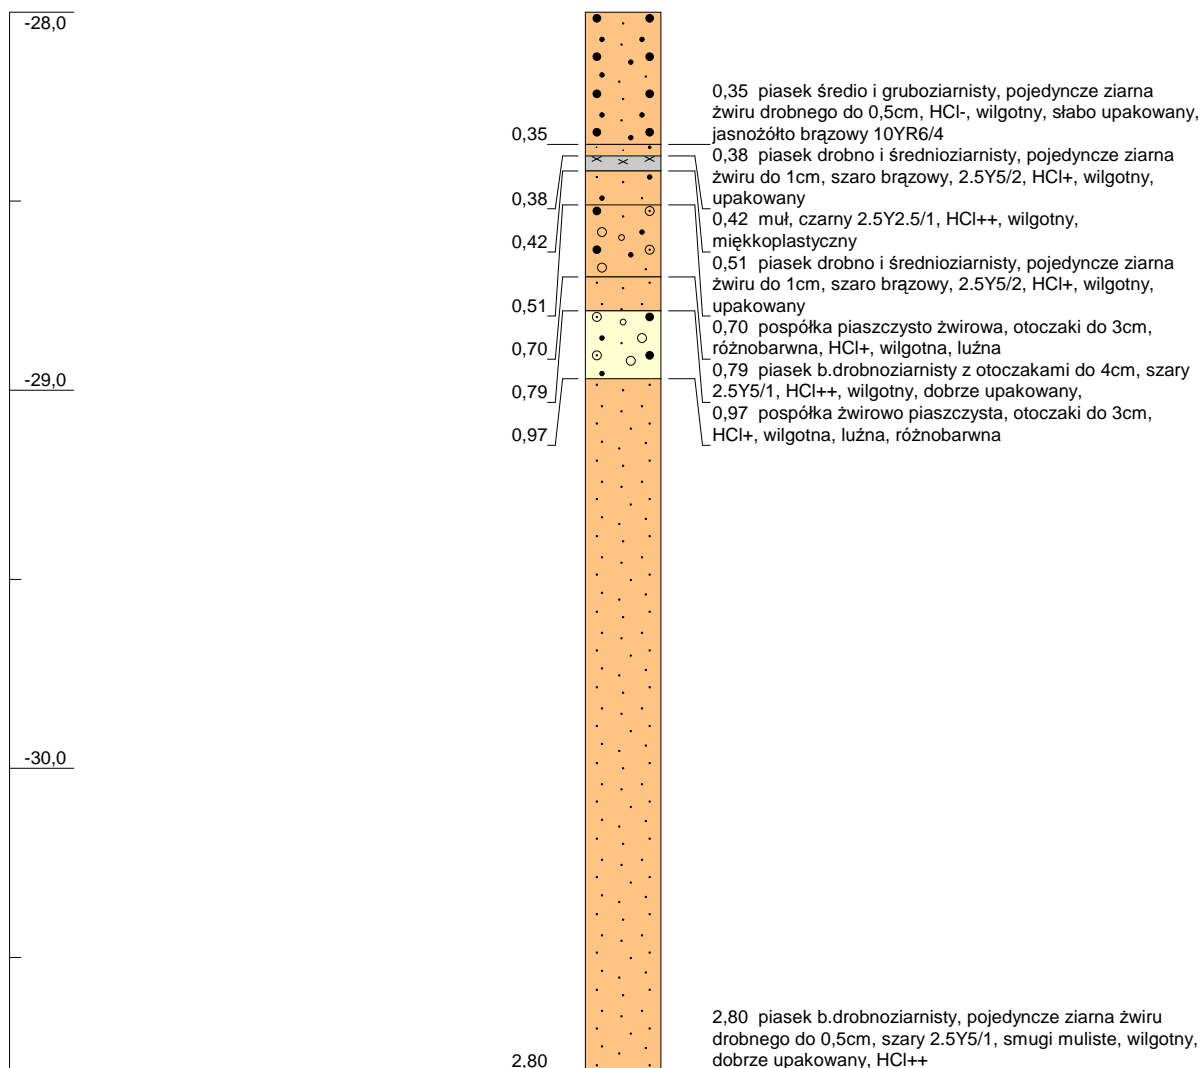 -28,0
0,35 piasek średio i gruboziarnisty, pojedyncze ziarna
żwiru drobnego do 0,5cm, HCl-, wilgotny, słabo upakowany,
jasnożółto brązowy 10YR6/4
0,35
0,38 piasek drobno i średnioziarnisty, pojedyncze ziarna
żwiru do 1cm, szaro brązowy, 2.5Y5/2, HCl+, wilgotny,
upakowany
0,38
0,42 muł, czarny 2.5Y2.5/1, HCl++, wilgotny,
miękkoplastyczny
0,42
0,51 piasek drobno i średnioziarnisty, pojedyncze ziarna
żwiru do 1cm, szaro brązowy, 2.5Y5/2, HCl+, wilgotny,
upakowany
0,51
0,70 pospółka piaszczysto żwirowa, otoczaki do 3cm,
różnobarwna, HCl+, wilgotna, luźna
0,70
0,79 piasek b.drobnoziarnisty z otoczakami do 4cm, szary
2.5Y5/1, HCl++, wilgotny, dobrze upakowany,
-29,0
0,79
0,97 pospółka żwirowo piaszczysta, otoczaki do 3cm,
HCl+, wilgotna, luźna, różnobarwna
0,97
-30,0
2,80 piasek b.drobnoziarnisty, pojedyncze ziarna żwiru
drobnego do 0,5cm, szary 2.5Y5/1, smugi muliste, wilgotny,
dobrze upakowany, HCl++
2,80